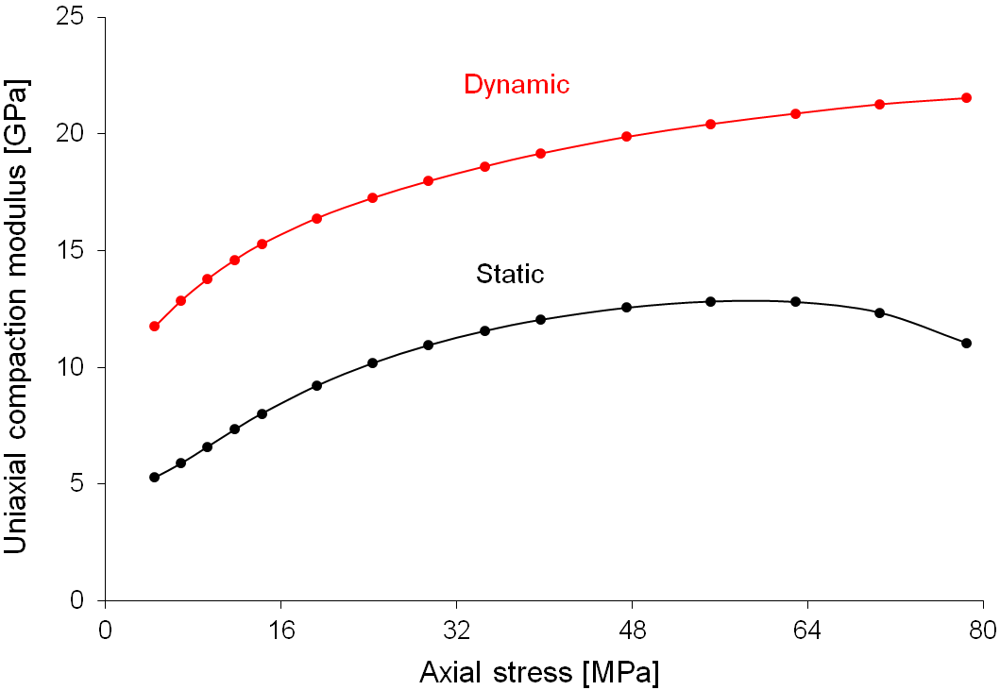 Uniaxial compaction modulus [GPa]
25
20
15
10
5
0
Dynamic
Static
0 16 32 48 64 80
Axial stress [MPa]